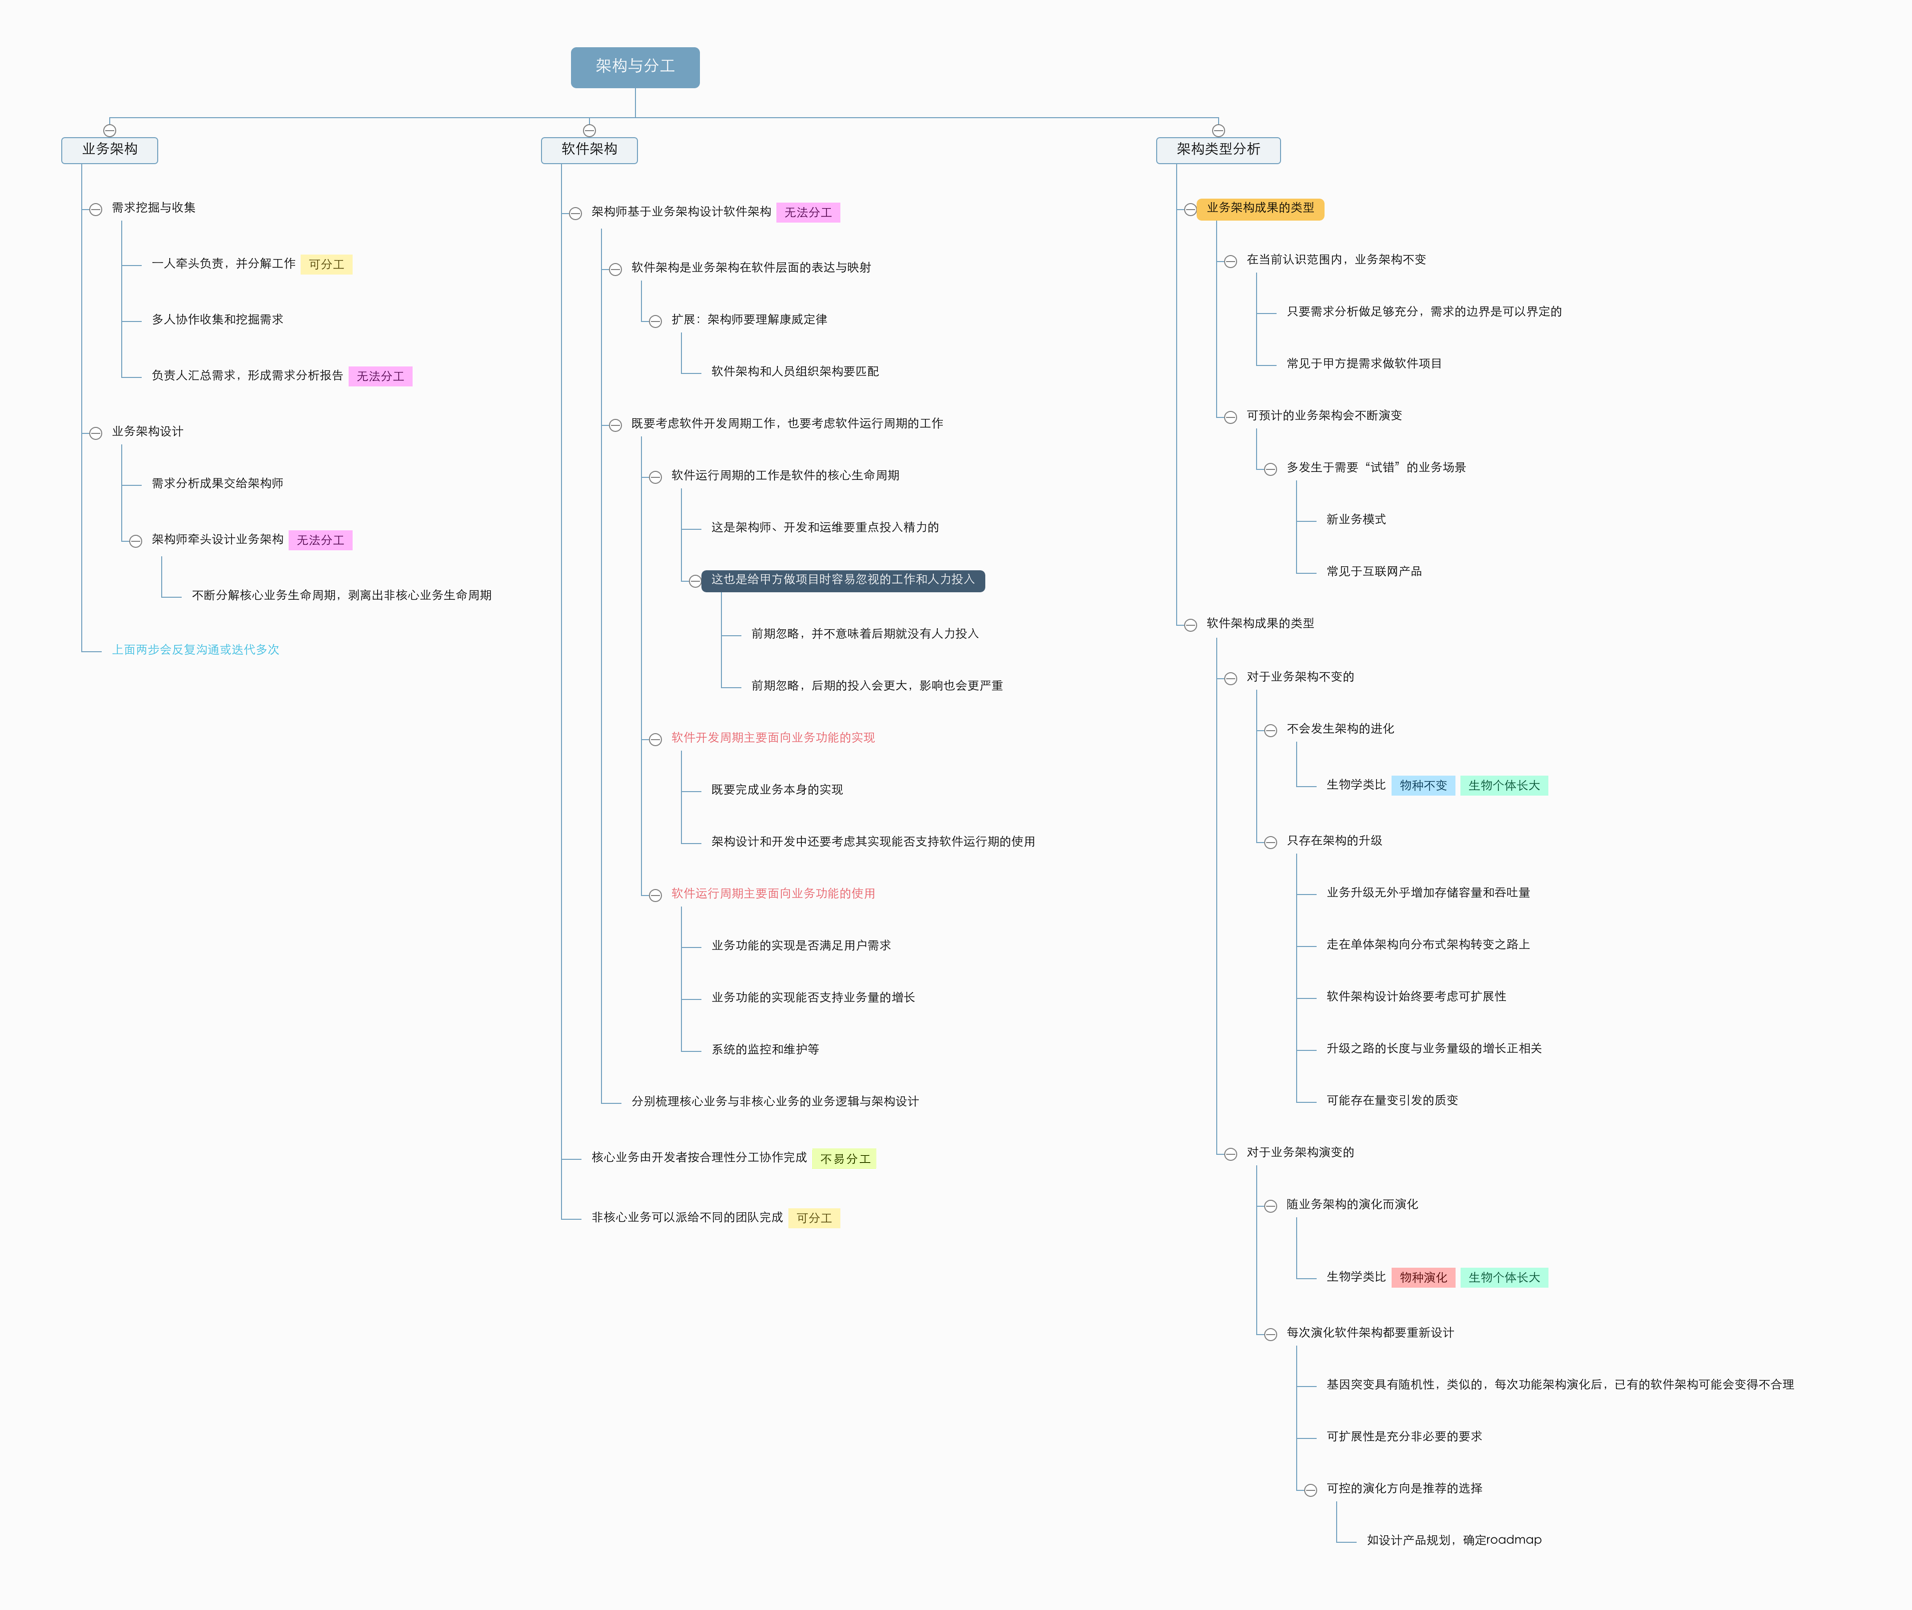 架构与分工
业务架构
需求挖掘与收集
一人牵头负责，并分解工作 可分工
多人协作收集和挖掘需求
负责人汇总需求，形成需求分析报告 无法分工
业务架构设计
需求分析成果交给架构师
架构师牵头设计业务架构 无法分工
不断分解核心业务生命周期，剥离出非核心业务生命周期
上面两步会反复沟通或迭代多次
软件架构
架构师基于业务架构设计软件架构 无法分工
软件架构是业务架构在软件层面的表达与映射
扩展：架构师要理解康威定律
软件架构和人员组织架构要匹配
既要考虑软件开发周期工作，也要考虑软件运行周期的工作
软件运行周期的工作是软件的核心生命周期
这是架构师、开发和运维要重点投入精力的
这也是给甲方做项目时容易忽视的工作和人力投入
前期忽略，并不意味着后期就没有人力投入
前期忽略，后期的投入会更大，影响也会更严重
软件开发周期主要面向业务功能的实现
既要完成业务本身的实现
架构设计和开发中还要考虑其实现能否支持软件运行期的使用
软件运行周期主要面向业务功能的使用
业务功能的实现是否满足用户需求
业务功能的实现能否支持业务量的增长
系统的监控和维护等
分别梳理核心业务与非核心业务的业务逻辑与架构设计
核心业务由开发者按合理性分工协作完成 不易分工
非核心业务可以派给不同的团队完成 可分工
架构类型分析
业务架构成果的类型
在当前认识范围内，业务架构不变
只要需求分析做足够充分，需求的边界是可以界定的
常见于甲方提需求做软件项目
可预计的业务架构会不断演变
多发生于需要“试错”的业务场景
新业务模式
常见于互联网产品
软件架构成果的类型
对于业务架构不变的
不会发生架构的进化
生物学类比 物种不变 生物个体长大
只存在架构的升级
业务升级无外乎增加存储容量和吞吐量
走在单体架构向分布式架构转变之路上
软件架构设计始终要考虑可扩展性
升级之路的长度与业务量级的增长正相关
可能存在量变引发的质变
对于业务架构演变的
随业务架构的演化而演化
生物学类比 物种演化 生物个体长大
每次演化软件架构都要重新设计
基因突变具有随机性，类似的，每次功能架构演化后，已有的软件架构可能会变得不合理
可扩展性是充分非必要的要求
可控的演化方向是推荐的选择
如设计产品规划，确定roadmap